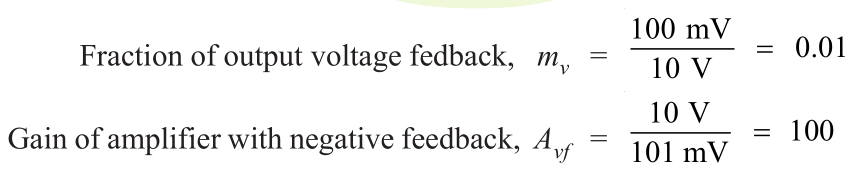 Fraction of output voltage fedback, m_v = 100 mV / 10 V = 0.01
Gain of amplifier with negative feedback, A_vf = 10 V / 101 mV = 100